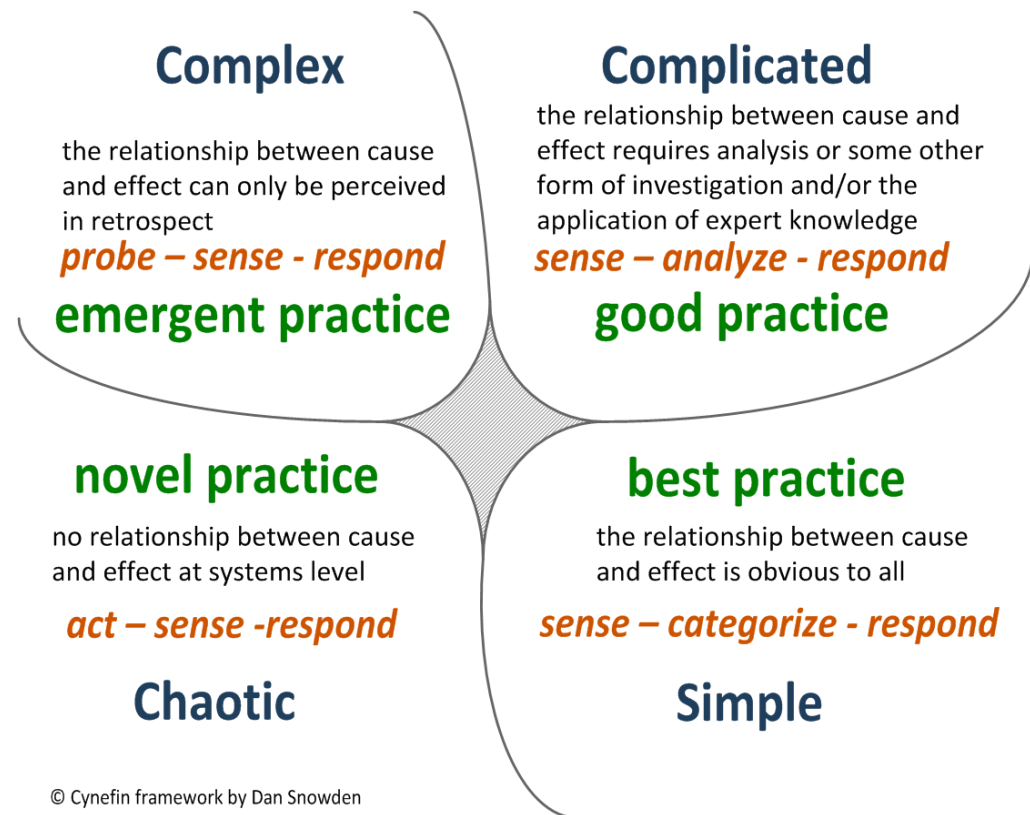 Complex
the relationship between cause
and effect can only be perceived
in retrospect
probe – sense - respond
emergent practice
Complicated
the relationship between cause and
effect requires analysis or some other
form of investigation and/or the
application of expert knowledge
sense – analyze - respond
good practice
novel practice
no relationship between cause
and effect at systems level
act – sense -respond
Chaotic
best practice
the relationship between cause
and effect is obvious to all
sense – categorize - respond
Simple
© Cynefin framework by Dan Snowden